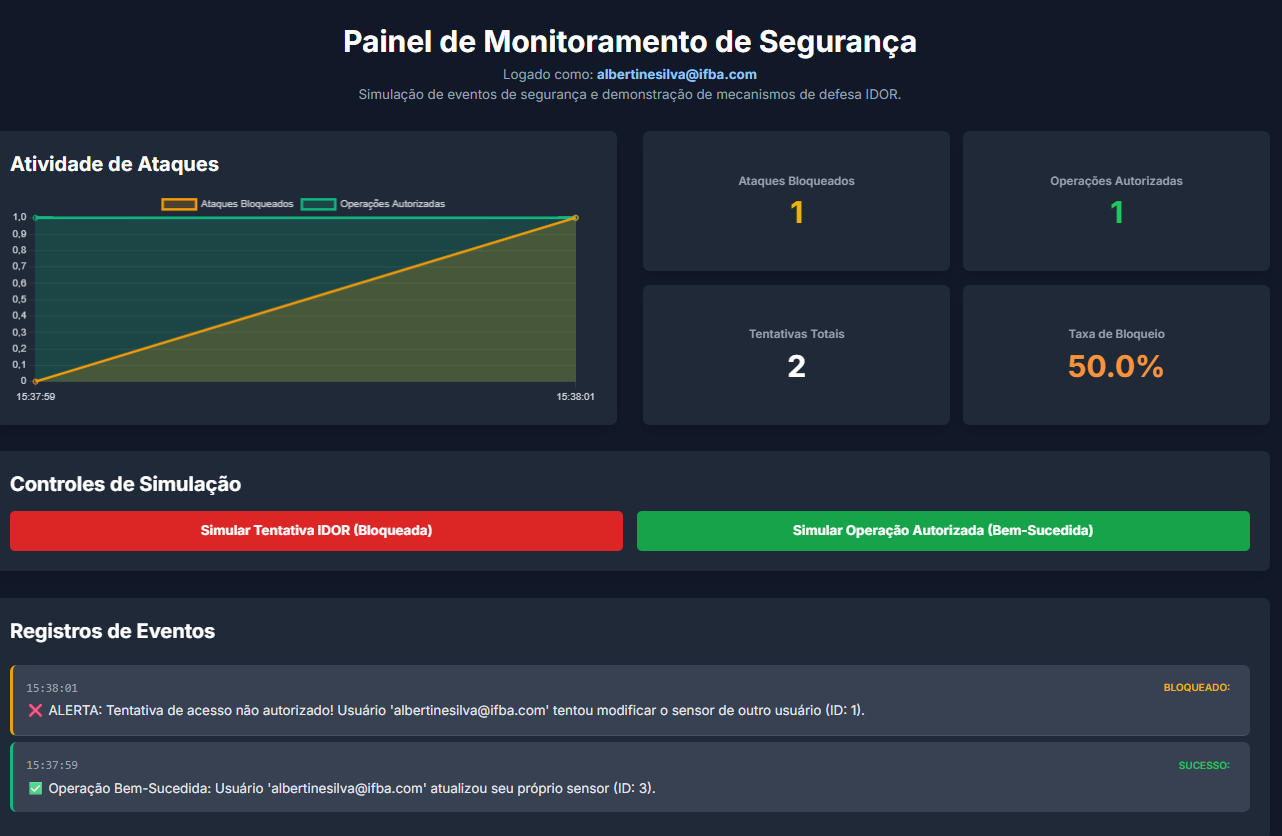 Painel de Monitoramento de Segurança
Logado como: albertinesilva@ifba.com
Simulação de eventos de segurança e demonstração de mecanismos de defesa IDOR.
Atividade de Ataques
Ataques Bloqueados Operações Autorizadas
1,0
0,9
0,8
0,7
0,6
0,5
0,4
0,3
0,2
0,1
0
15:37:59 15:38:01
Ataques Bloqueados
1
Operações Autorizadas
1
Tentativas Totais
2
Taxa de Bloqueio
50.0%
Controles de Simulação
Simular Tentativa IDOR (Bloqueada)
Simular Operação Autorizada (Bem-Sucedida)
Registros de Eventos
15:38:01 BLOQUEADO:
❌ ALERTA: Tentativa de acesso não autorizado! Usuário 'albertinesilva@ifba.com' tentou modificar o sensor de outro usuário (ID: 1).
15:37:59 SUCESSO:
✅ Operação Bem-Sucedida: Usuário 'albertinesilva@ifba.com' atualizou seu próprio sensor (ID: 3).